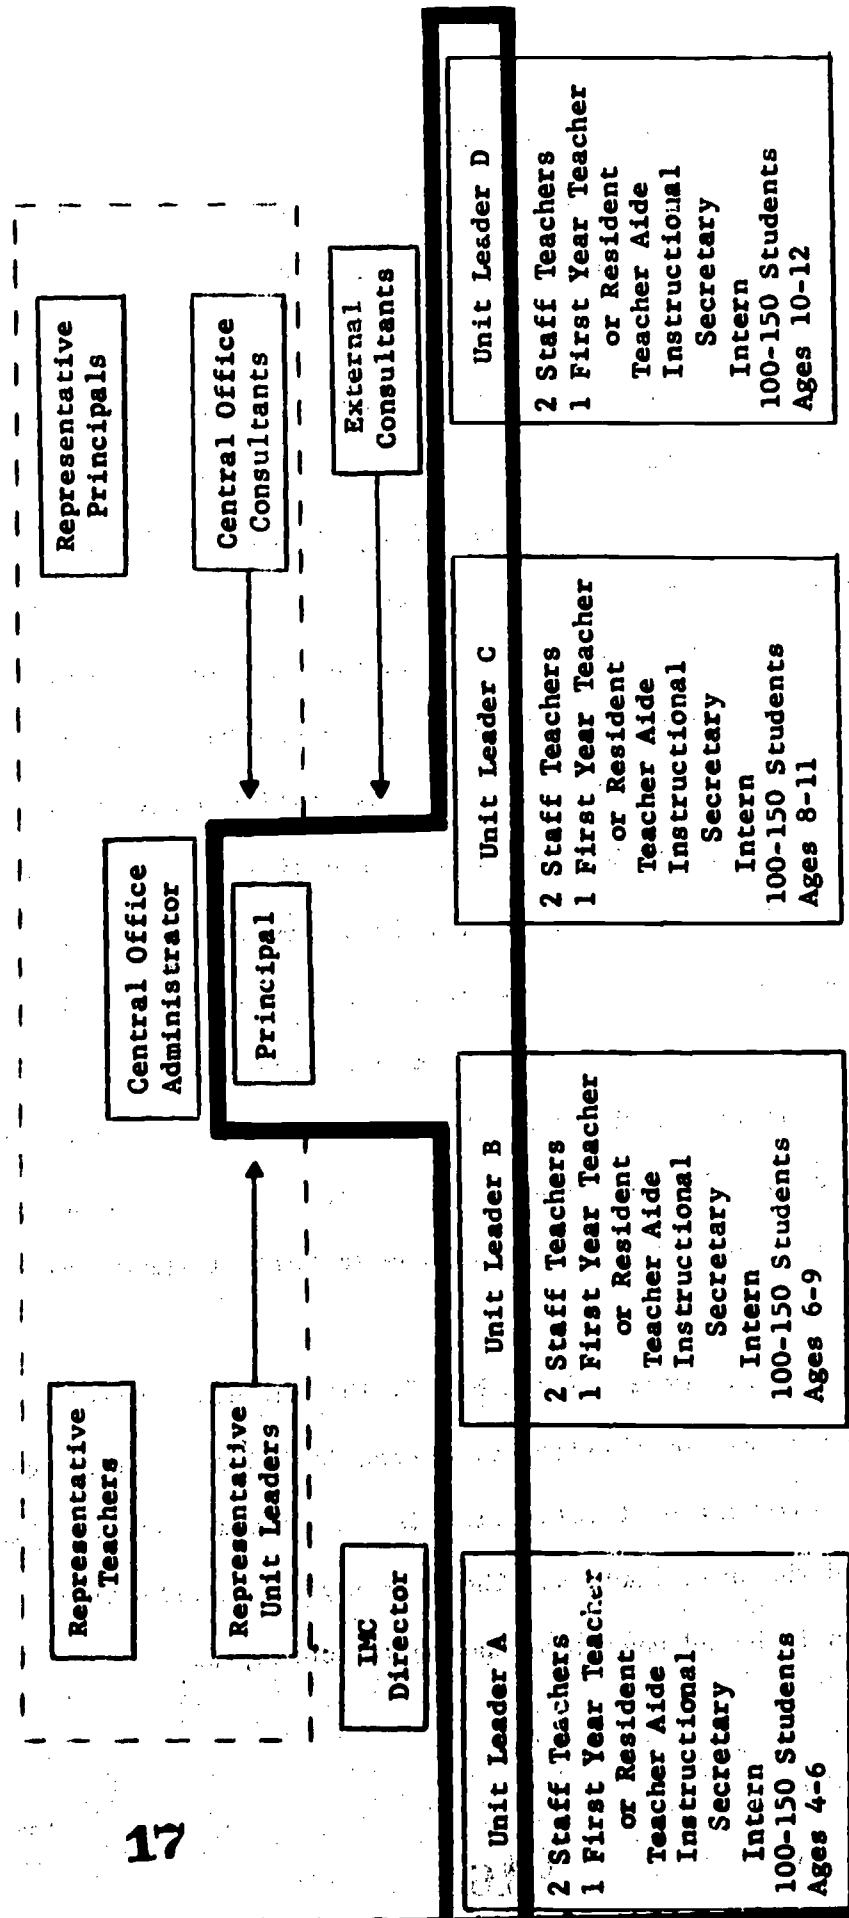 Representative
Principals
Central Office
Consultants
External
Consultants
Central Office
Administrator
Principal
Representative
Teachers
Representative
Unit Leaders
IMC
Director
Unit Leader A
2 Staff Teachers
1 First Year Teacher
or Resident
Teacher Aide
Instructional
Secretary
Intern
100-150 Students
Ages 4-6
Unit Leader B
2 Staff Teachers
1 First Year Teacher
or Resident
Teacher Aide
Instructional
Secretary
Intern
100-150 Students
Ages 6-9
Unit Leader C
2 Staff Teachers
1 First Year Teacher
or Resident
Teacher Aide
Instructional
Secretary
Intern
100-150 Students
Ages 8-11
Unit Leader D
2 Staff Teachers
1 First Year Teacher
or Resident
Teacher Aide
Instructional
Secretary
Intern
100-150 Students
Ages 10-12
17